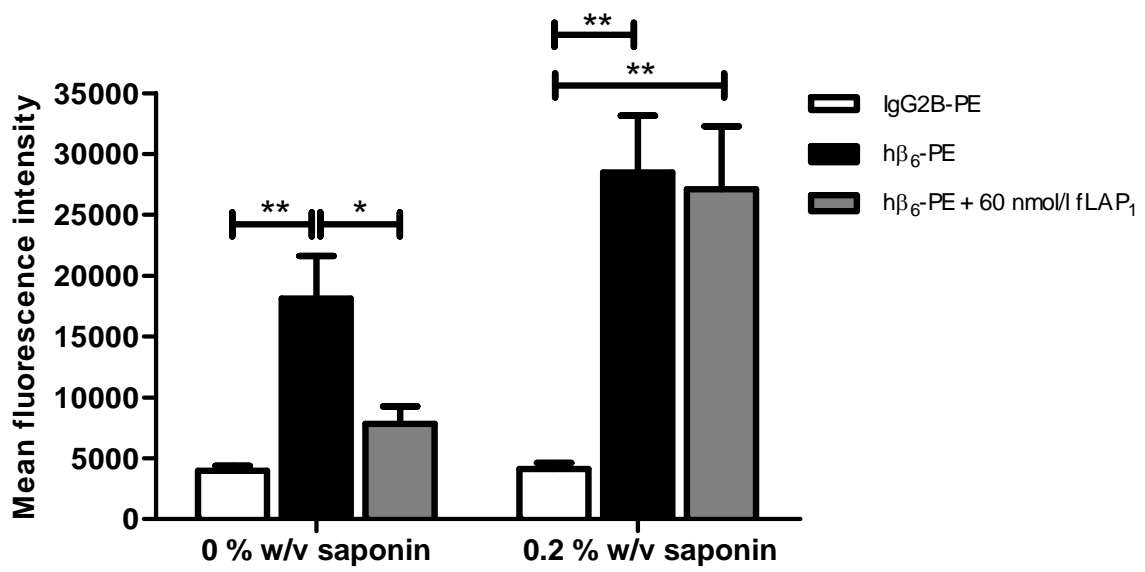 Mean fluorescence intensity
35000
30000
25000
20000
15000
10000
5000
0
** *
**
**
0 % w/v saponin
0.2 % w/v saponin
IgG2B-PE
hβ₆-PE
hβ₆-PE + 60 nmol/l fLAP₁